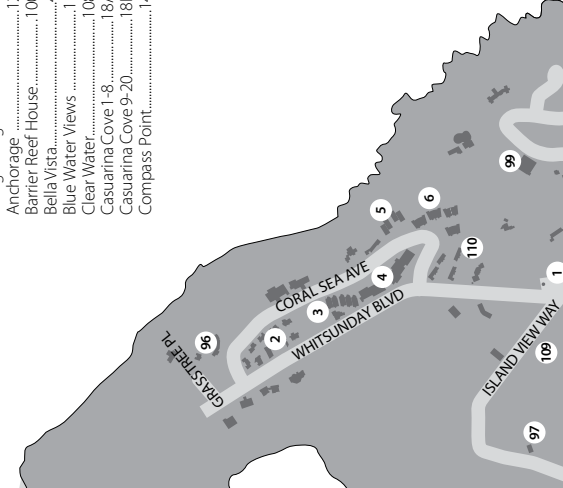 Anchorage
Barrier Reef House............100
Bella Vista
Blue Water Views
Clear Water
Casuarina Cove 1-8
Casuarina Cove 9-20
Compass Point
GRASSTREE PL
96
CORAL SEA AVE
2
3
WHITSUNDAY BLVD
4
5
6
110
99
1
ISLAND VIEW WAY
109
97